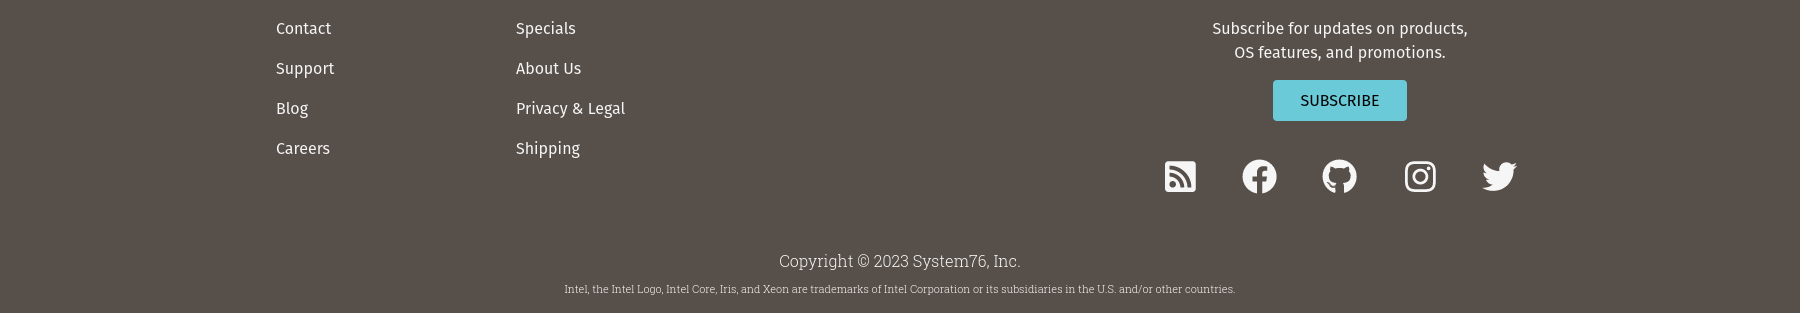 Contact
Support
Blog
Careers
Specials
About Us
Privacy & Legal
Shipping
Subscribe for updates on products,
OS features, and promotions.
SUBSCRIBE
Copyright © 2023 System76, Inc.
Intel, the Intel Logo, Intel Core, Iris, and Xeon are trademarks of Intel Corporation or its subsidiaries in the U.S. and/or other countries.